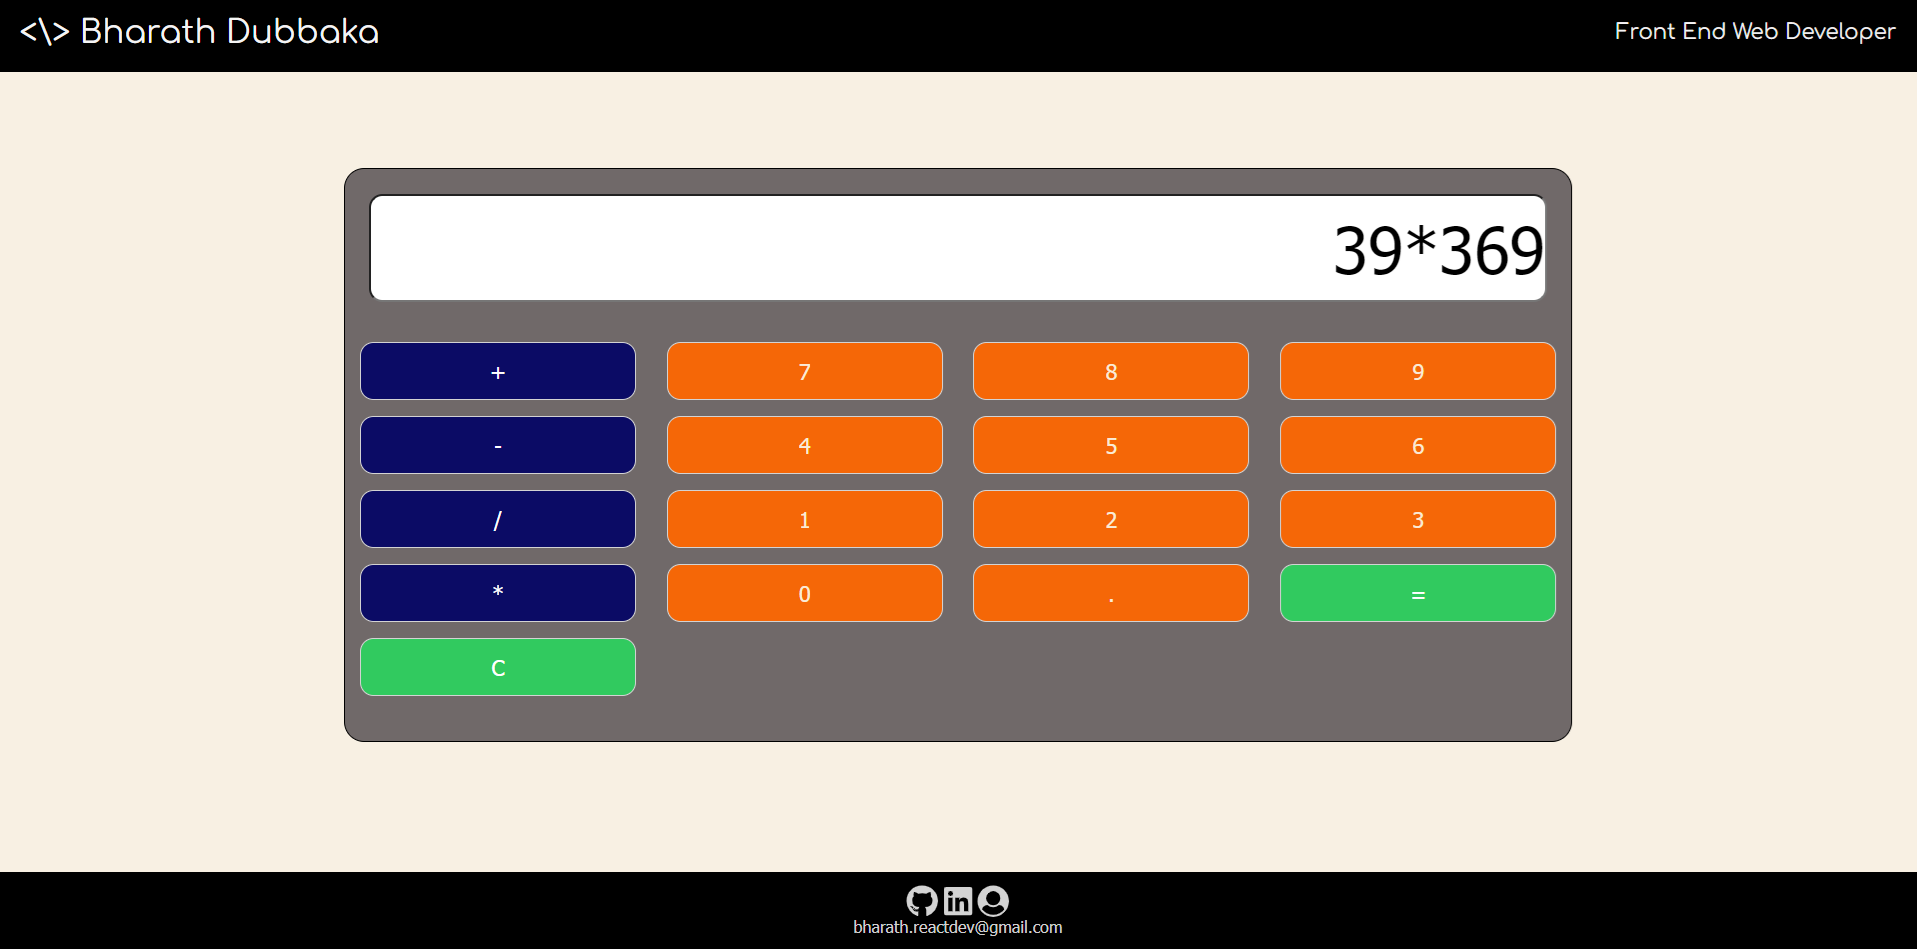 <\> Bharath Dubbaka
Front End Web Developer
39*369
+ 7 8 9
- 4 5 6
/ 1 2 3
* 0 . =
C
in
bharath.reactdev@gmail.com